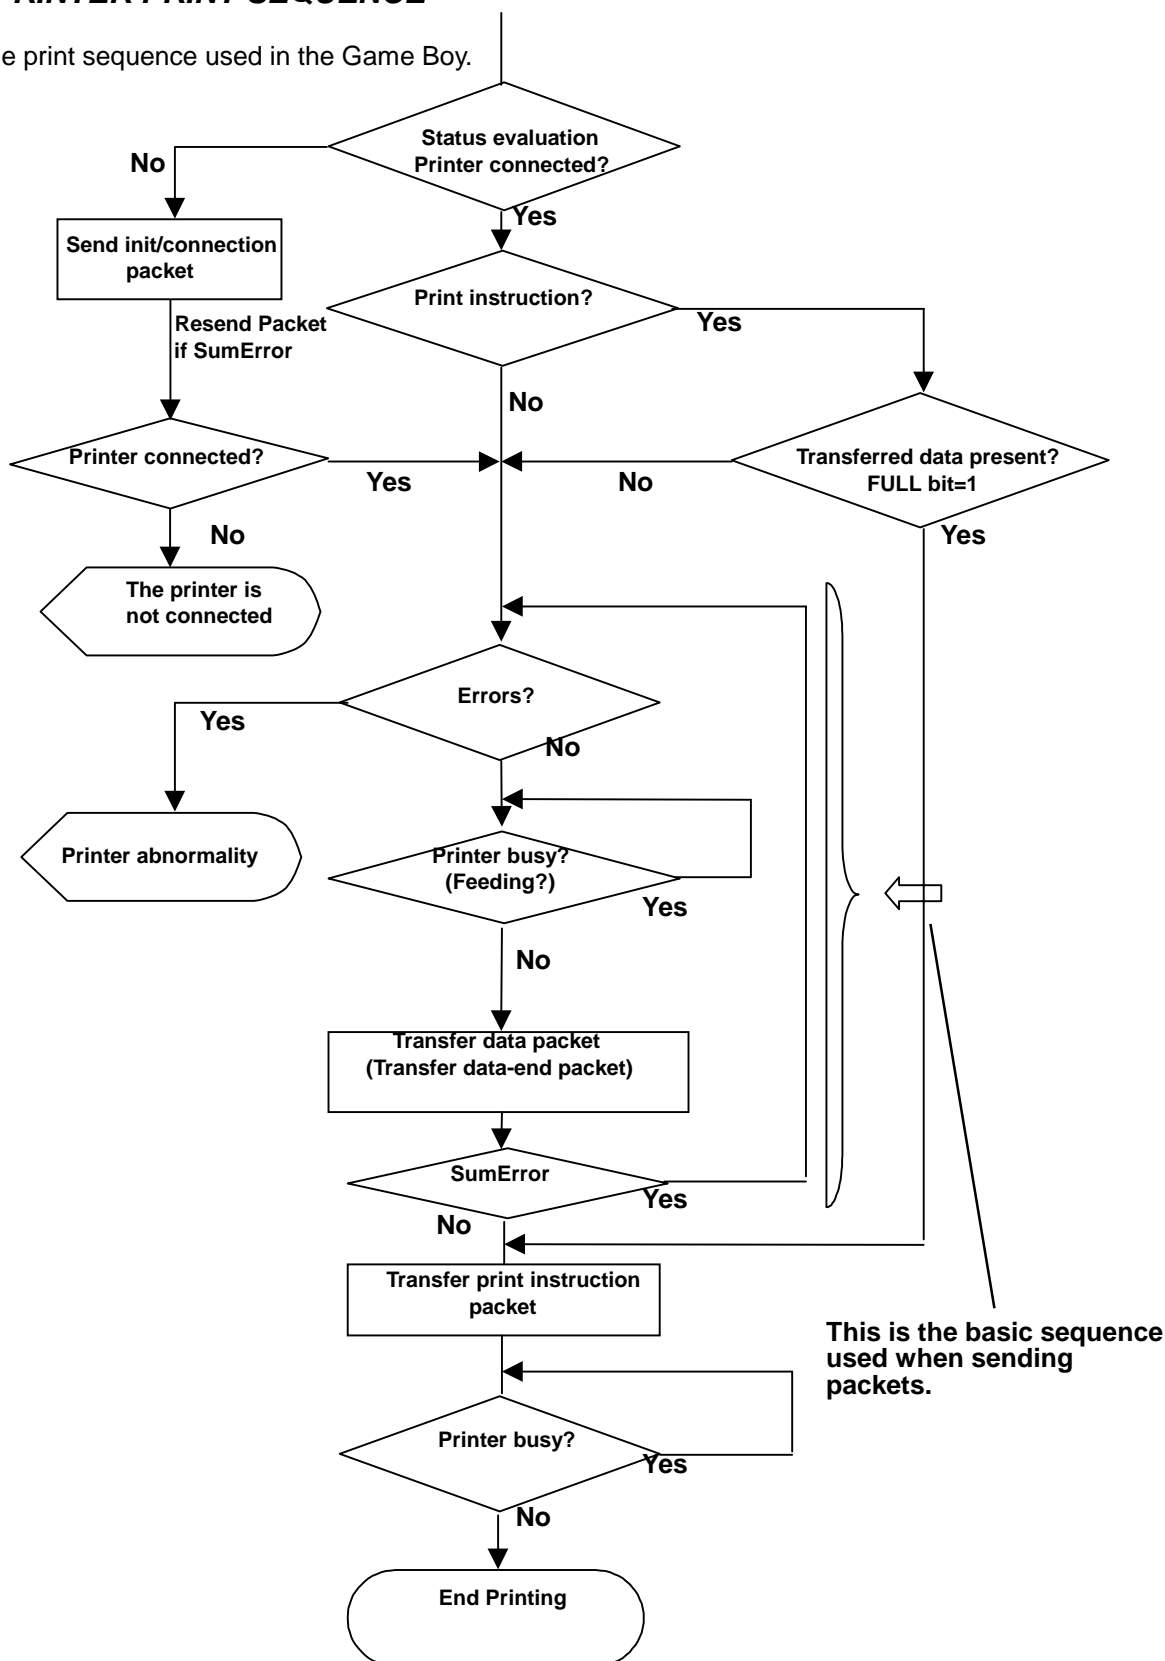 RINTER PRINT SEQUENCE
e print sequence used in the Game Boy.
Status evaluation
Printer connected?
No
Yes
Send init/connection
packet
Print instruction?
Yes
Resend Packet
if SumError
No
Printer connected?
Yes
No
Transferred data present?
FULL bit=1
No
Yes
The printer is
not connected
Errors?
Yes
No
Printer abnormality
Printer busy?
(Feeding?)
Yes
No
Transfer data packet
(Transfer data-end packet)
SumError
Yes
No
Transfer print instruction
packet
This is the basic sequence
used when sending
packets.
Printer busy?
Yes
No
End Printing